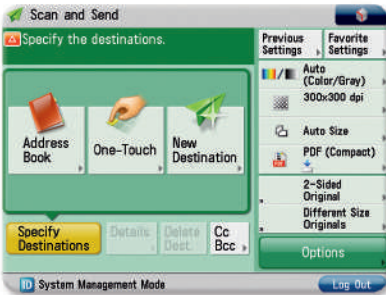 Scan and Send
Specify the destinations.
Previous Settings
Favorite Settings
Auto (Color/Gray)
300x300 dpi
Auto Size
PDF (Compact)
2-Sided Original
Different Size Originals
Options
Address Book
One-Touch
New Destination
Specify Destinations
Details
Delete Dest.
Cc Bcc
ID System Management Mode
Log Out